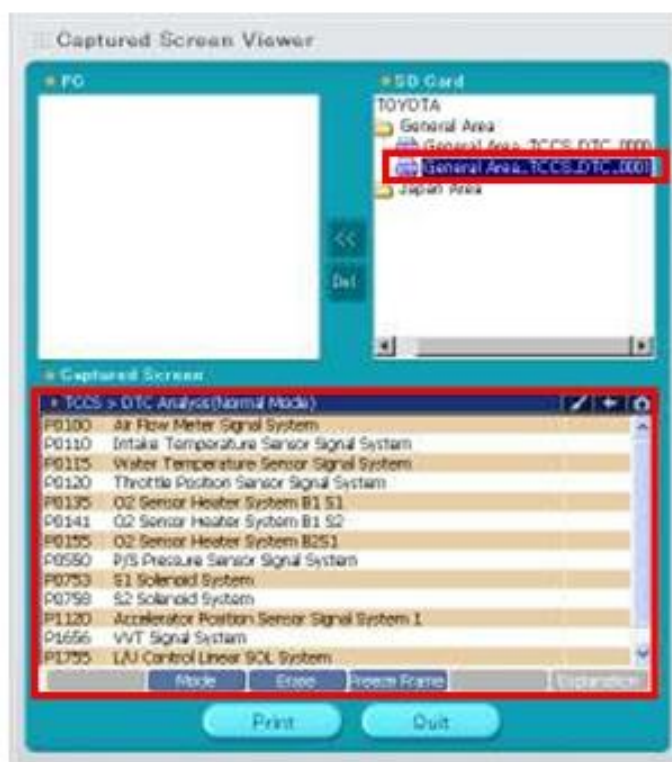 Captured Screen Viewer
PC
SD Card
TOYOTA
General Area
General Area_TCCS_DTC_0000
General Area_TCCS_DTC_0001
Japan Area
<<
Del
Captured Screen
TCCS > DTC Analysis(Normal Mode)
P0100 Air Flow Meter Signal System
P0110 Intake Temperature Sensor Signal System
P0115 Water Temperature Sensor Signal System
P0120 Throttle Position Sensor Signal System
P0135 O2 Sensor Heater System B1 S1
P0141 O2 Sensor Heater System B1 S2
P0155 O2 Sensor Heater System B2S1
P0550 P/S Pressure Sensor Signal System
P0753 S1 Solenoid System
P0758 S2 Solenoid System
P1120 Accelerator Position Sensor Signal System 1
P1656 VVT Signal System
P1755 L/U Control Linear SOL System
Mode Erase Freeze Frame Explanation
Print Quit